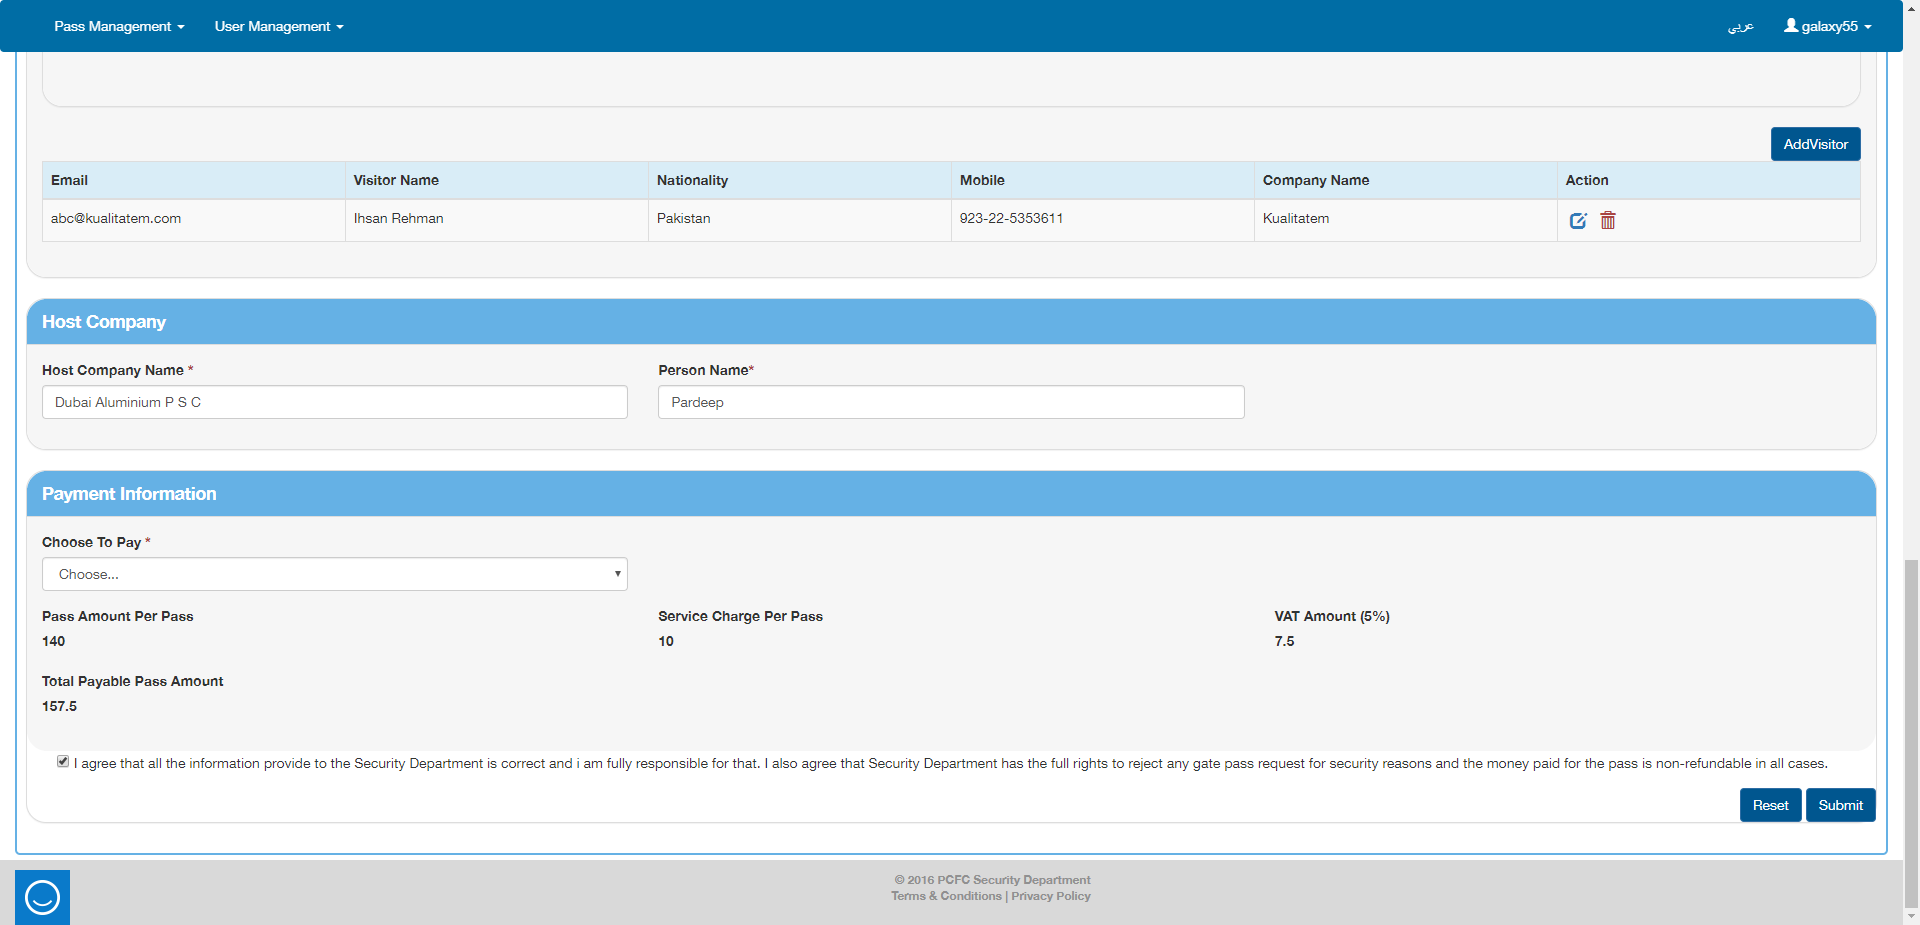 Pass Management User Management عربي galaxy55
AddVisitor
Email Visitor Name Nationality Mobile Company Name Action
abc@kualitatem.com Ihsan Rehman Pakistan 923-22-5353611 Kualitatem
Host Company
Host Company Name * Person Name*
Dubai Aluminium P S C Pardeep
Payment Information
Choose To Pay *
Choose...
Pass Amount Per Pass Service Charge Per Pass VAT Amount (5%)
140 10 7.5
Total Payable Pass Amount
157.5
I agree that all the information provide to the Security Department is correct and i am fully responsible for that. I also agree that Security Department has the full rights to reject any gate pass request for security reasons and the money paid for the pass is non-refundable in all cases.
Reset Submit
© 2016 PCFC Security Department
Terms & Conditions | Privacy Policy